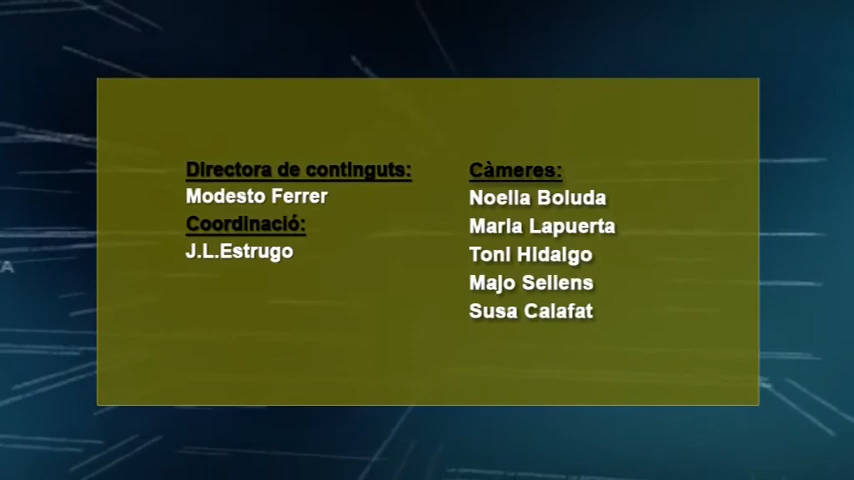 Directora de continguts:
Modesto Ferrer
Coordinació:
J.L.Estrugo
Càmeres:
Noelia Boluda
Maria Lapuerta
Toni Hidalgo
Majo Sellens
Susa Calafat